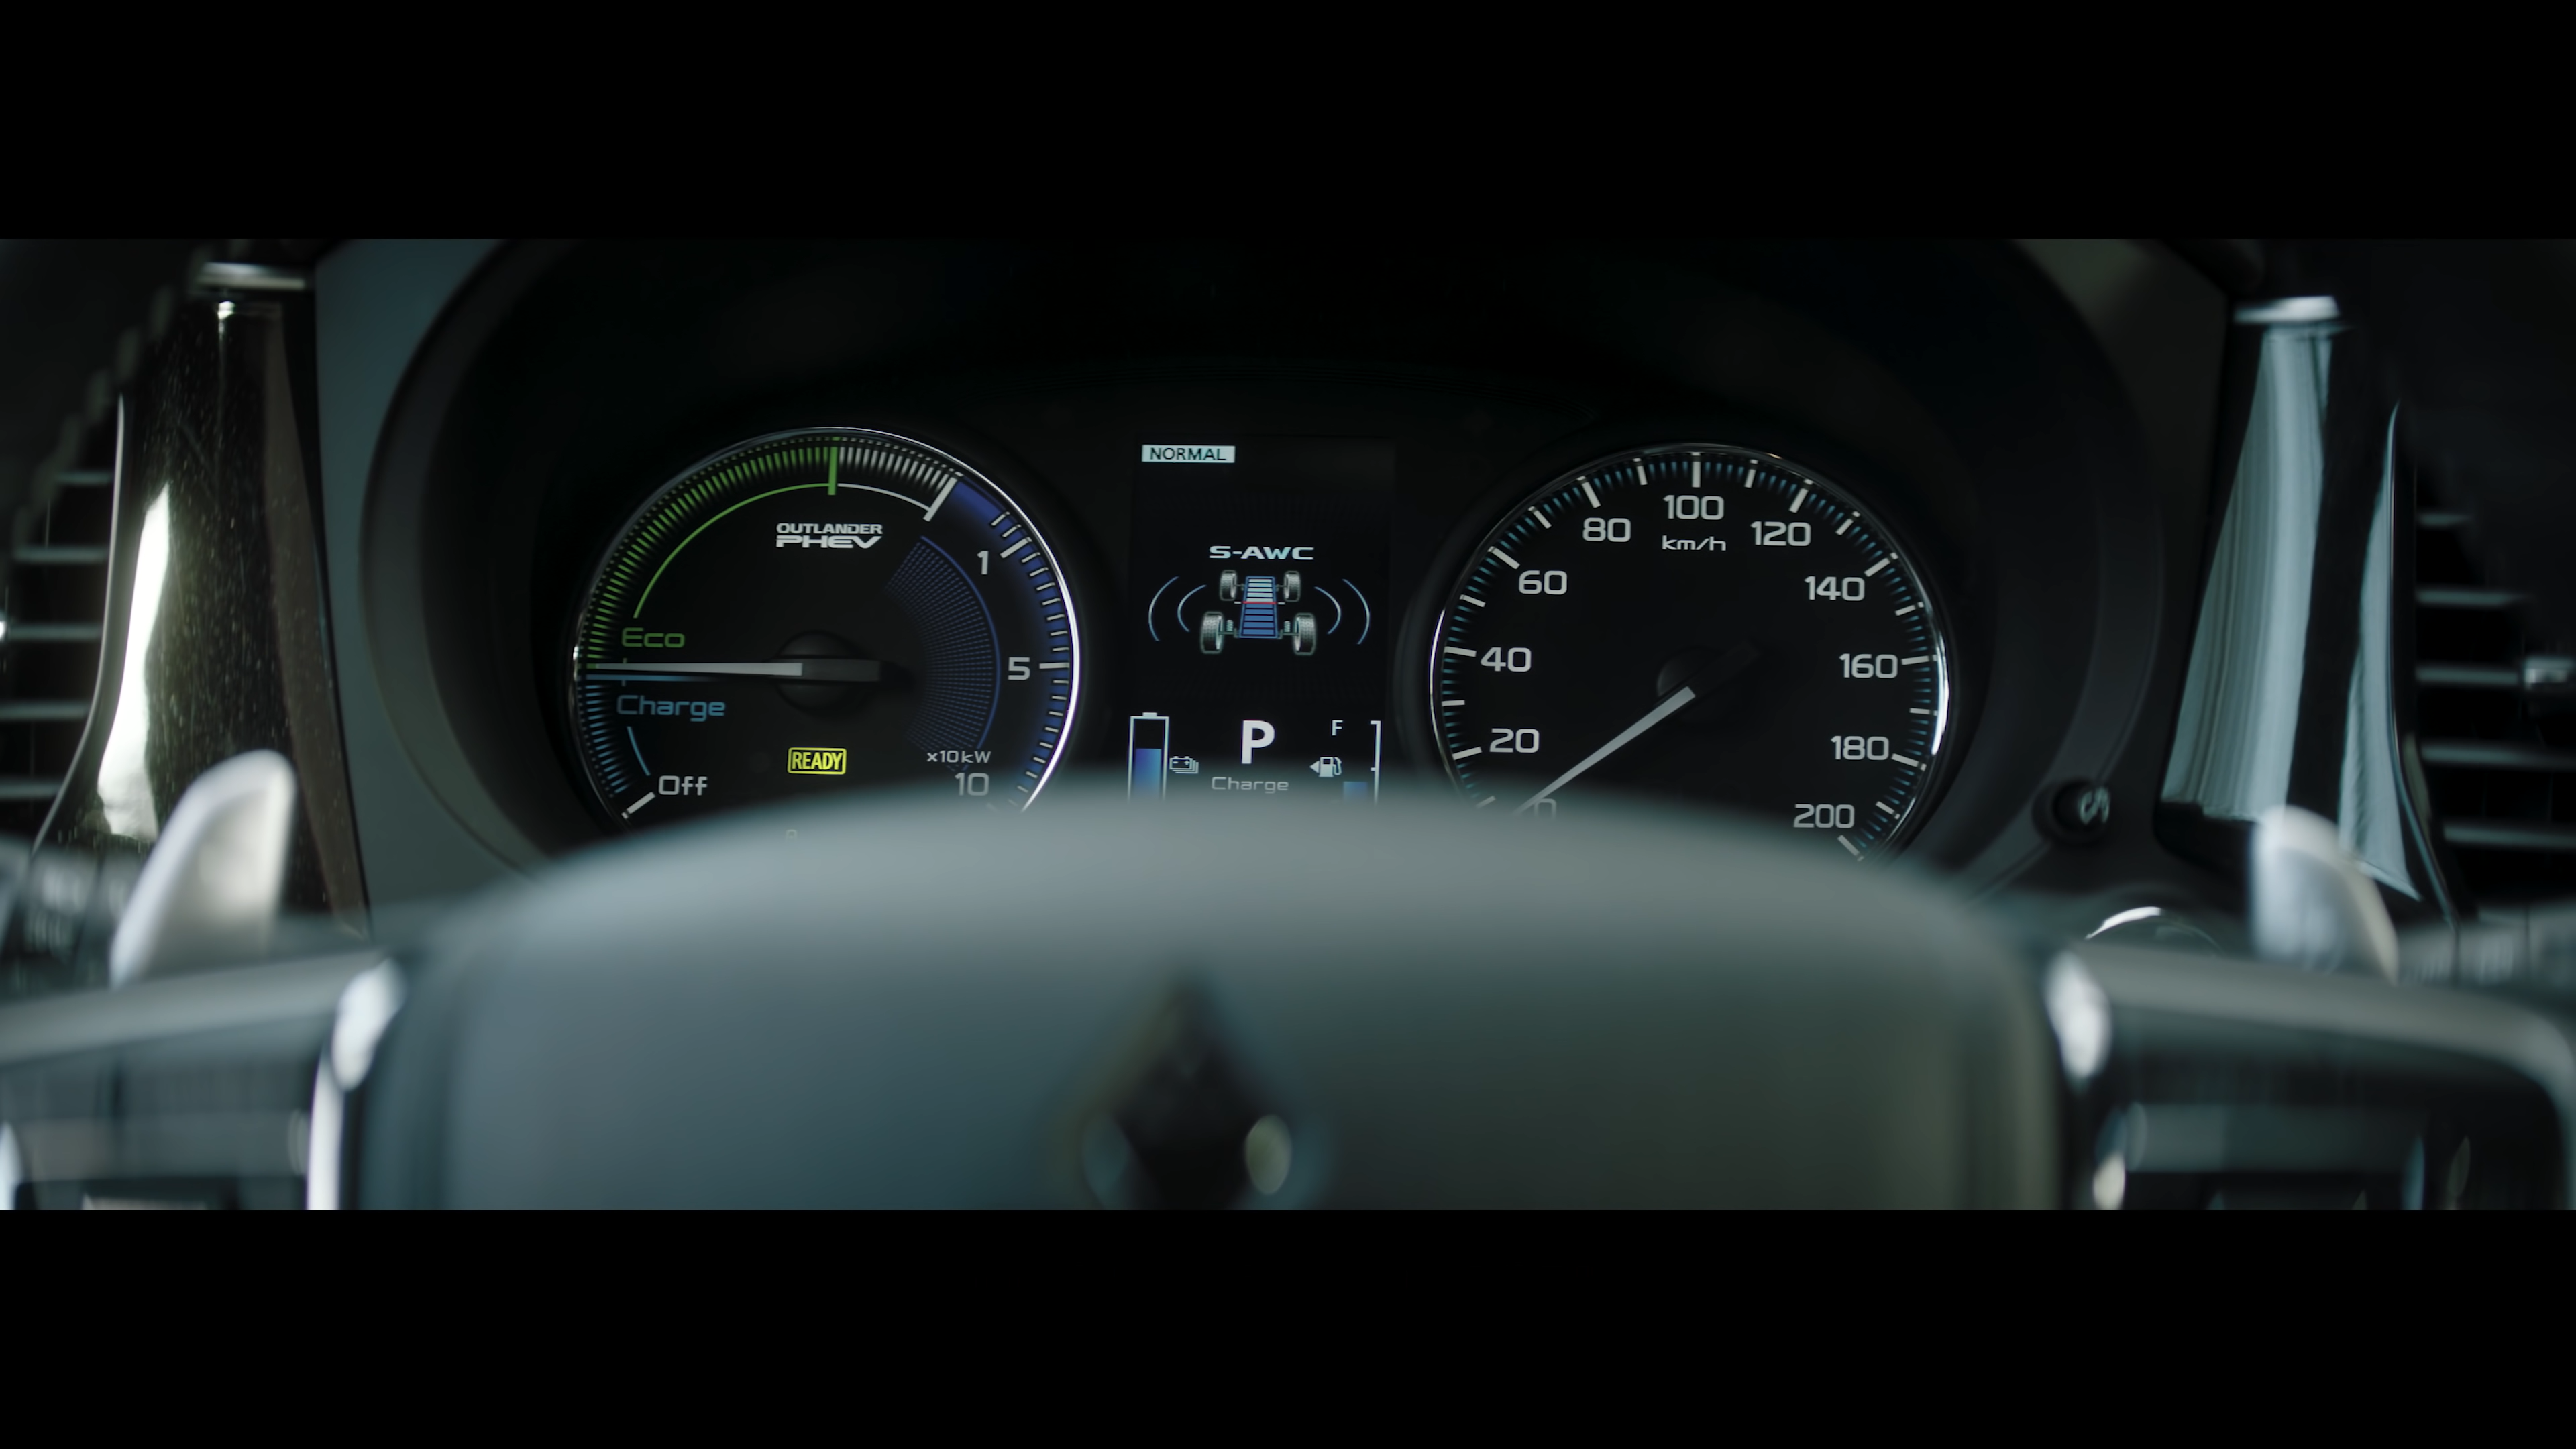 OUTLANDER
PHEV
Eco
Charge
Off
READY
1
5
x10kW
10
NORMAL
S-AWC
P
Charge
F
0
20
40
60
80
100
km/h
120
140
160
180
200